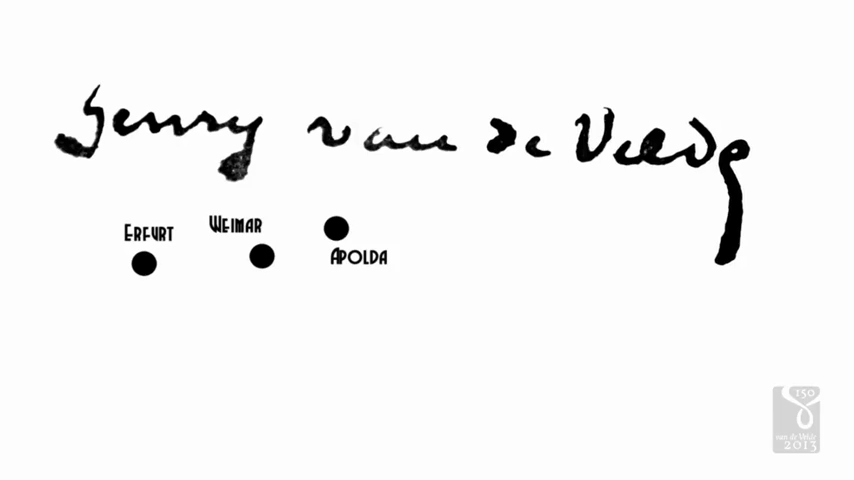 Henry van de Velde
ERFURT
WEIMAR
APOLDA
150
van de Velde
2013